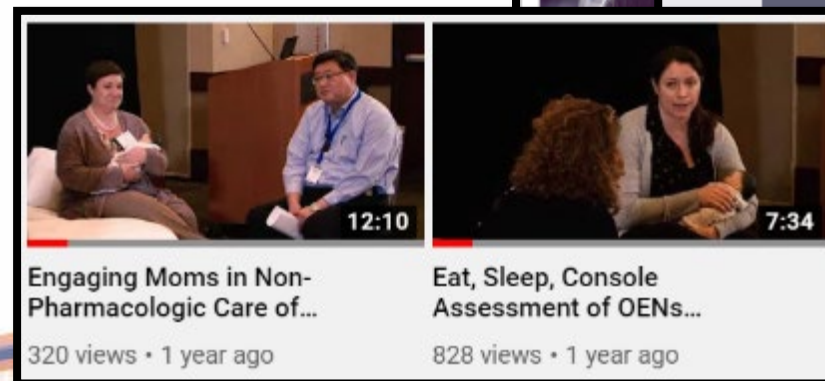 12:10
7:34
Engaging Moms in Non-
Pharmacologic Care of...
320 views • 1 year ago
Eat, Sleep, Console
Assessment of OENs...
828 views • 1 year ago